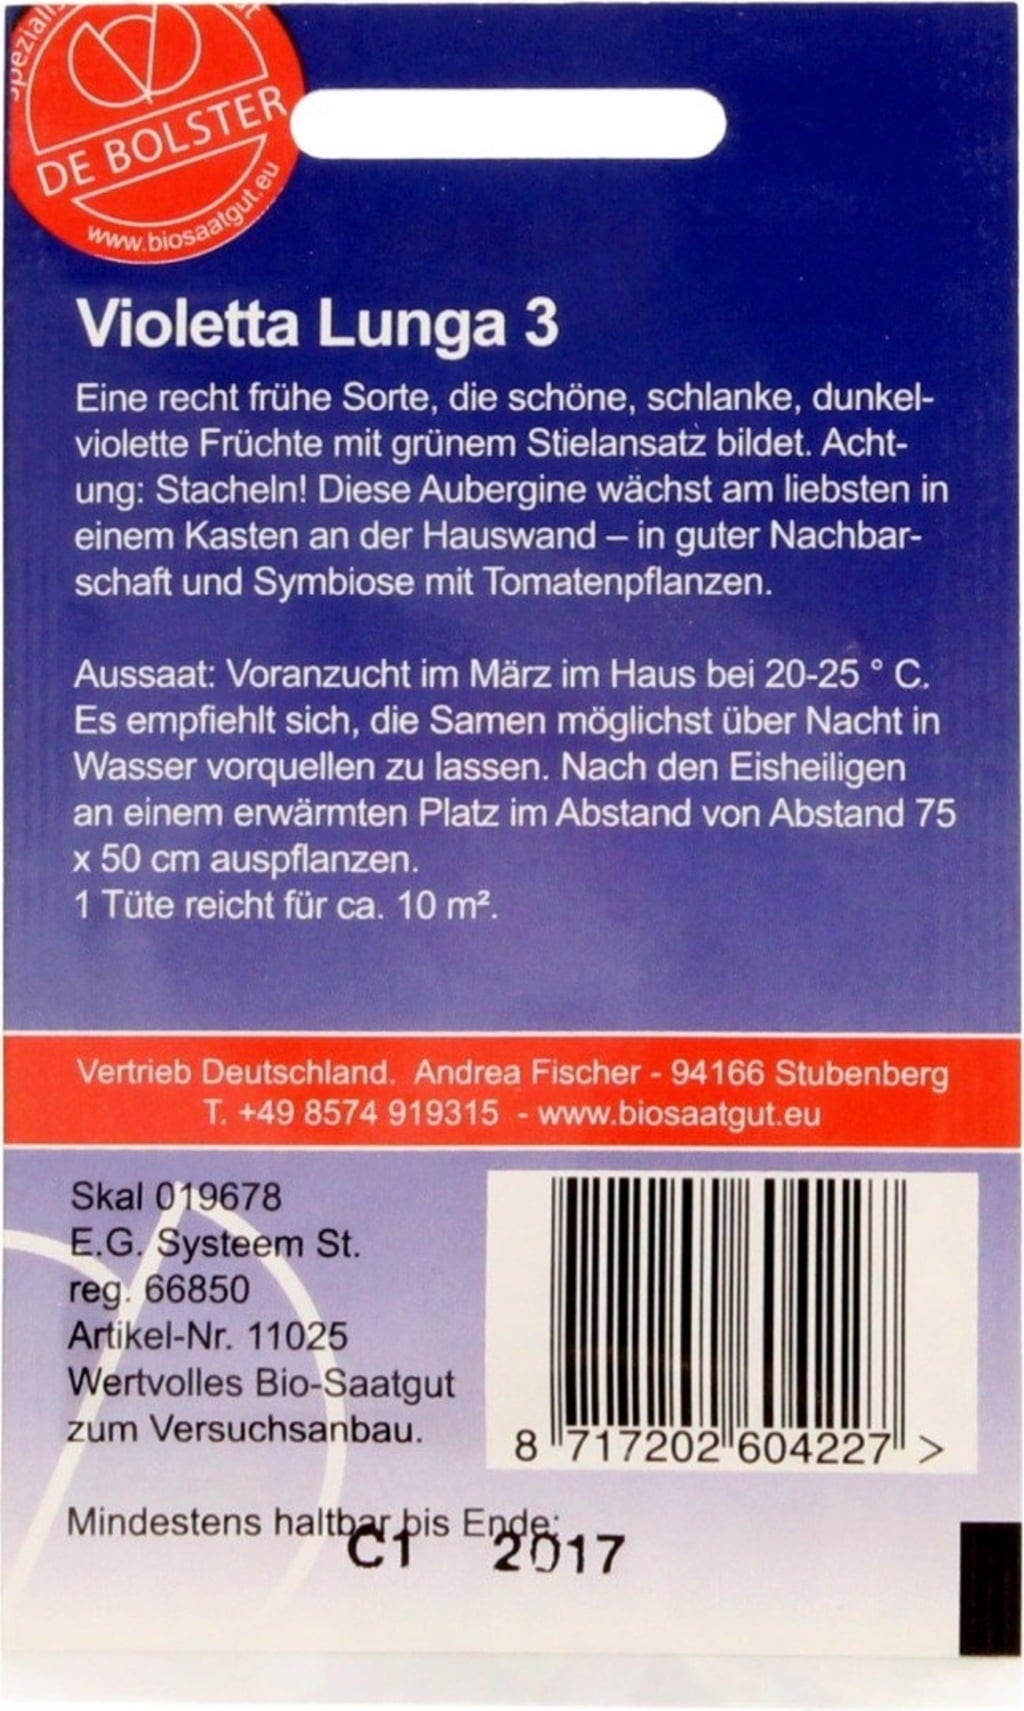 DE BOLSTER
www.biosaatgut.eu
Violetta Lunga 3
Eine recht frühe Sorte, die schöne, schlanke, dunkel-
violette Früchte mit grünem Stielansatz bildet. Acht-
ung: Stacheln! Diese Aubergine wächst am liebsten in
einem Kasten an der Hauswand – in guter Nachbar-
schaft und Symbiose mit Tomatenpflanzen.
Aussaat: Voranzucht im März im Haus bei 20-25 ° C.
Es empfiehlt sich, die Samen möglichst über Nacht in
Wasser vorquellen zu lassen. Nach den Eisheiligen
an einem erwärmten Platz im Abstand von Abstand 75
x 50 cm auspflanzen.
1 Tüte reicht für ca. 10 m².
Vertrieb Deutschland. Andrea Fischer - 94166 Stubenberg
T. +49 8574 919315 - www.biosaatgut.eu
Skal 019678
E.G. Systeem St.
reg. 66850
Artikel-Nr. 11025
Wertvolles Bio-Saatgut
zum Versuchsanbau.
8 717202 604227 >
Mindestens haltbar bis Ende:
C1 2017